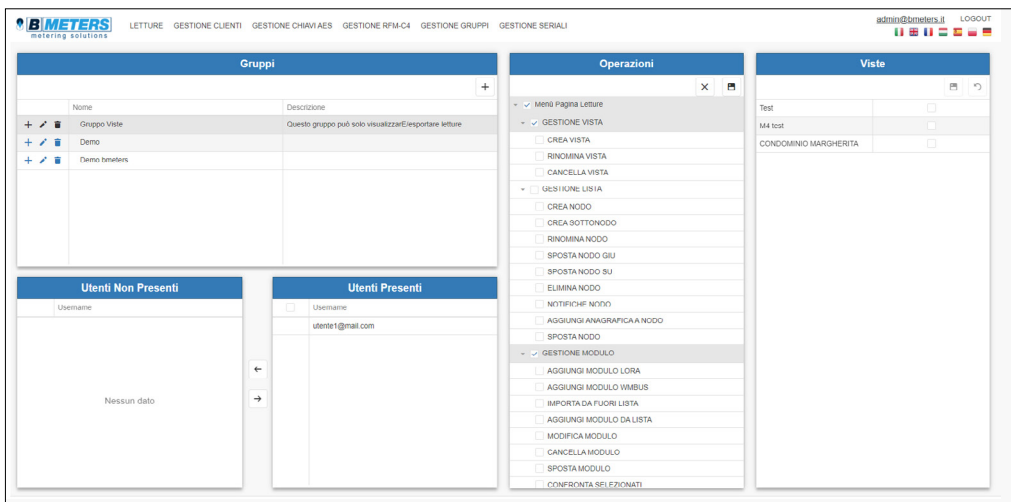 BMETERS
metering solutions
LETTURE GESTIONE CLIENTI GESTIONE CHIAVI AES GESTIONE RFM-C4 GESTIONE GRUPPI GESTIONE SERIALI
admin@bmeters.it LOGOUT
Gruppi
Nome Descrizione
Gruppo Viste Questo gruppo può solo visualizzarE/esportare letture
Demo
Demo bmeters
Utenti Non Presenti
Username
Nessun dato
Utenti Presenti
Username
utente1@mail.com
Operazioni
Menù Pagina Letture
GESTIONE VISTA
CREA VISTA
RINOMINA VISTA
CANCELLA VISTA
GESTIONE LISTA
CREA NODO
CREA SOTTONODO
RINOMINA NODO
SPOSTA NODO GIU
SPOSTA NODO SU
ELIMINA NODO
NOTIFICHE NODO
AGGIUNGI ANAGRAFICA A NODO
SPOSTA NODO
GESTIONE MODULO
AGGIUNGI MODULO LORA
AGGIUNGI MODULO WMBUS
IMPORTA DA FUORI LISTA
AGGIUNGI MODULO DA LISTA
MODIFICA MODULO
CANCELLA MODULO
SPOSTA MODULO
CONFRONTA SELEZIONATI
Viste
Test
M4 test
CONDOMINIO MARGHERITA